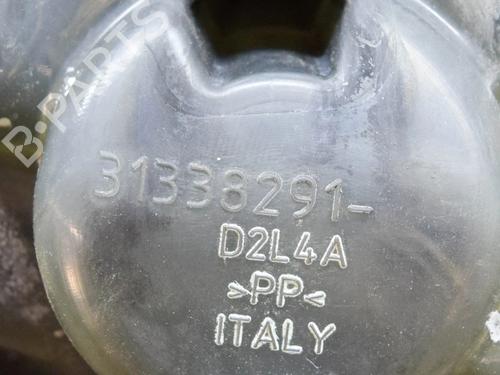 B-PARTS
31338291-
D2L4A
>PP<
ITALY